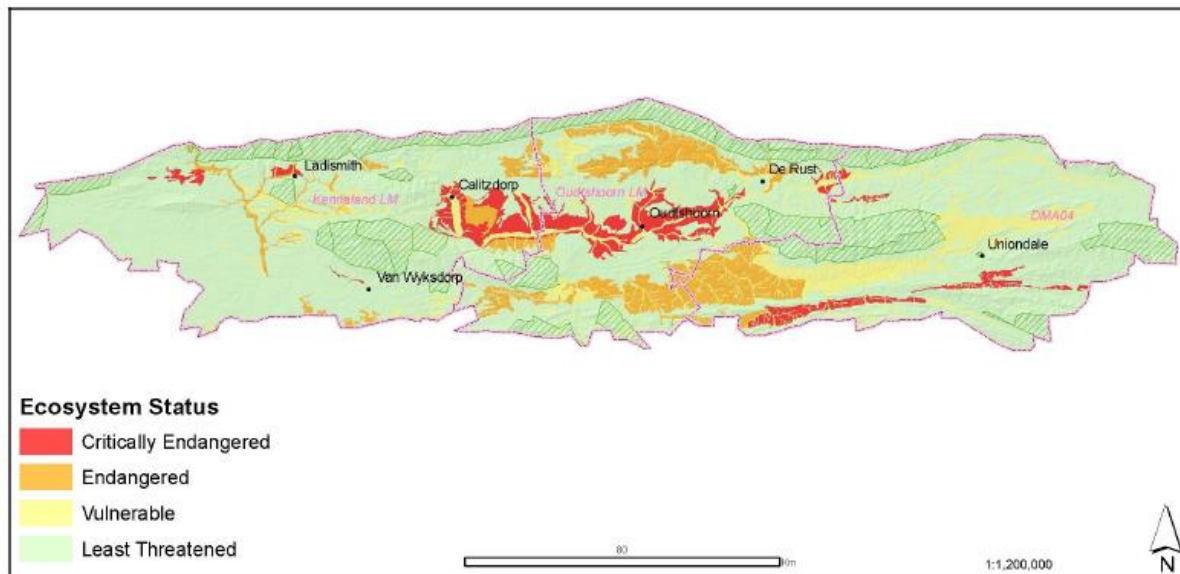 Ladismith
De Rust
Calitzdorp
Kannaland LM
Oudtshoorn LM
Oudtshoorn
DMA04
Uniondale
Van Wyksdorp
Ecosystem Status
Critically Endangered
Endangered
Vulnerable
Least Threatened
80
Km
1:1,200,000
N